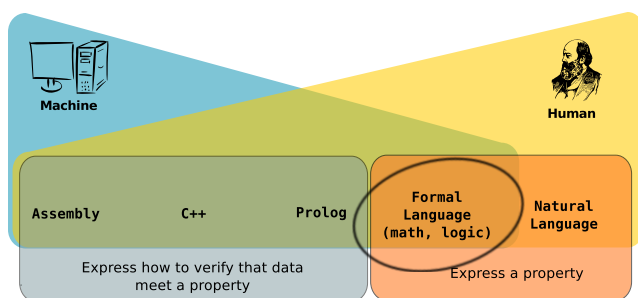 Machine
Human
Assembly
C++
Prolog
Formal
Language
(math, logic)
Natural
Language
Express how to verify that data
meet a property
Express a property